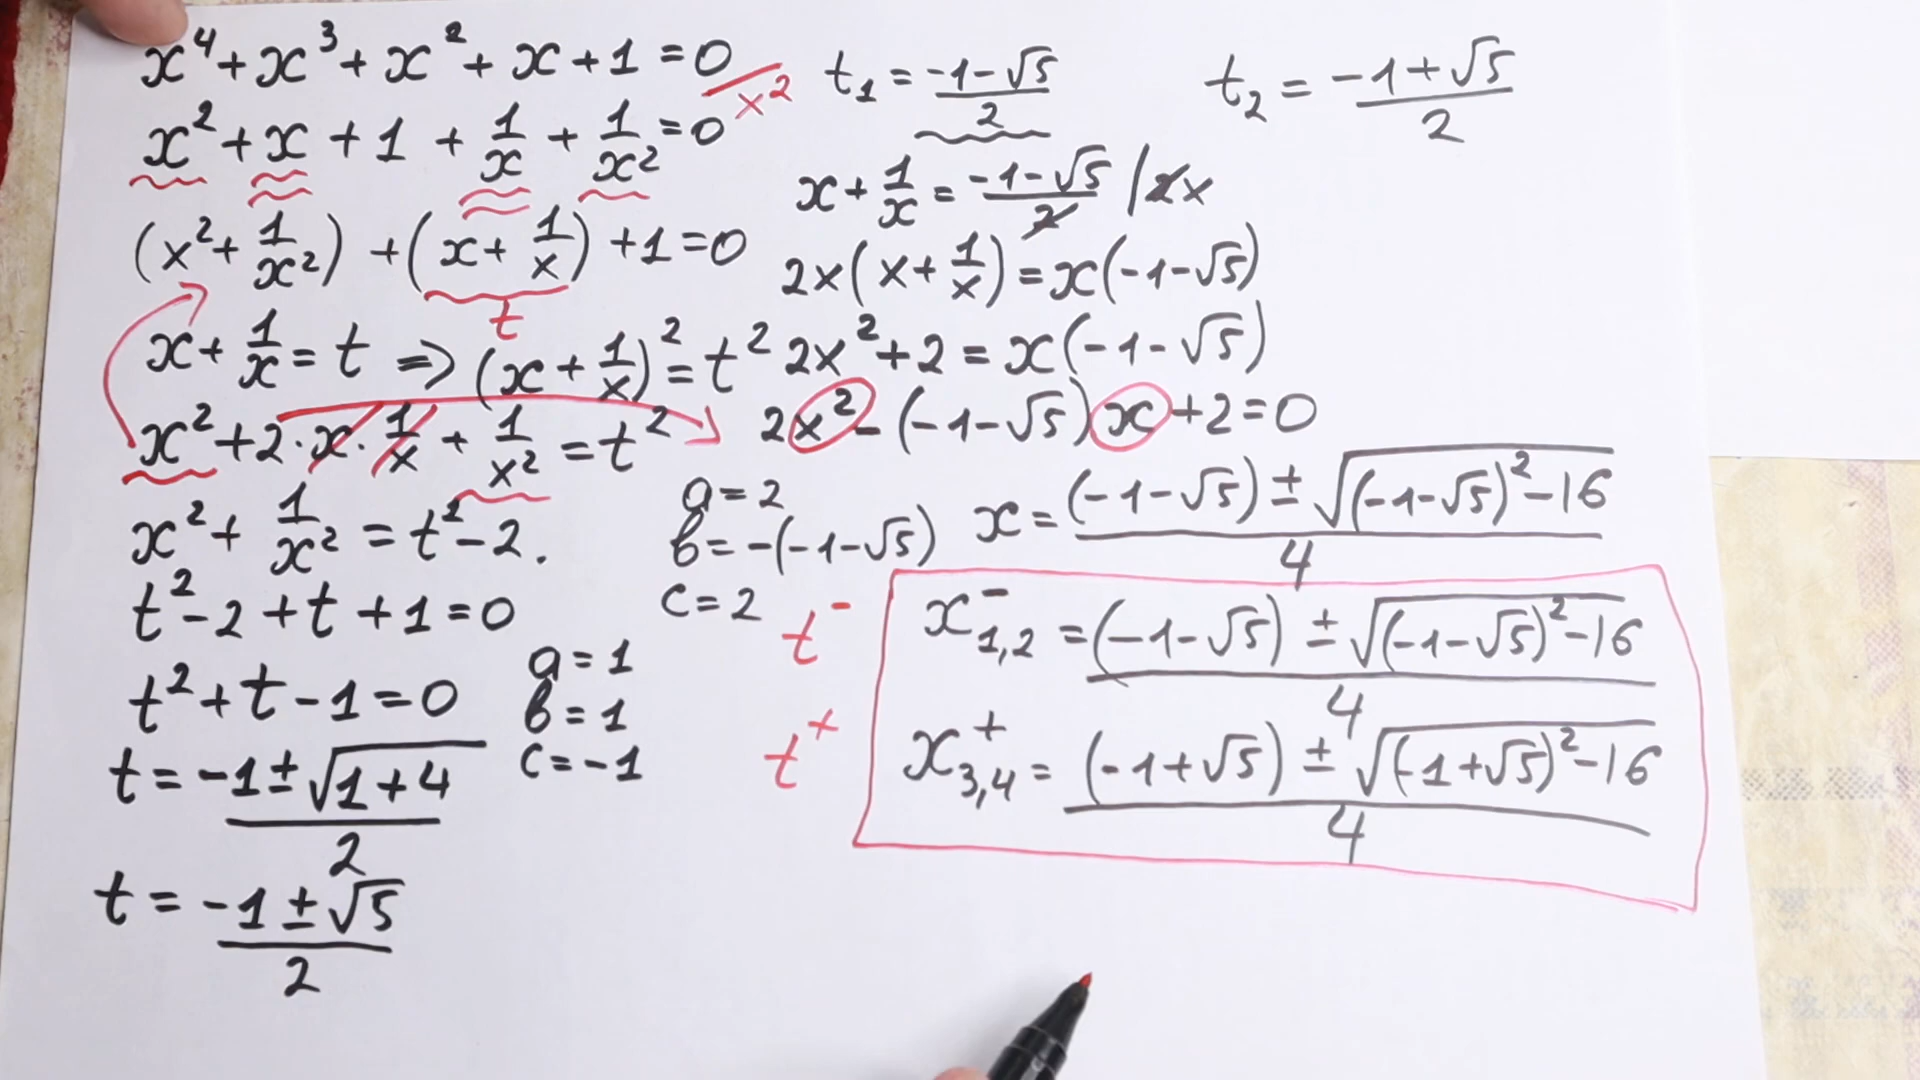 x⁴+x³+x²+x+1=0 /x²
x²+x+1+1/x+1/x²=0
(x²+1/x²)+(x+1/x)+1=0
t
x+1/x=t ⇒ (x+1/x)²=t²
x²+2·x·1/x+1/x²=t²
x²+1/x²=t²-2.
t²-2+t+1=0
t²+t-1=0
a=1
b=1
c=-1
t=(-1±√(1+4))/2
t=(-1±√5)/2
t₁=(-1-√5)/2
t₂=(-1+√5)/2
x+1/x=(-1-√5)/2 |2x
2x(x+1/x)=x(-1-√5)
2x²+2=x(-1-√5)
2x²-(-1-√5)x+2=0
a=2
b=-(-1-√5)
c=2
x=((-1-√5)±√((-1-√5)²-16))/4
t⁻ x⁻₁,₂=((-1-√5)±√((-1-√5)²-16))/4
t⁺ x⁺₃,₄=((-1+√5)±√((-1+√5)²-16))/4